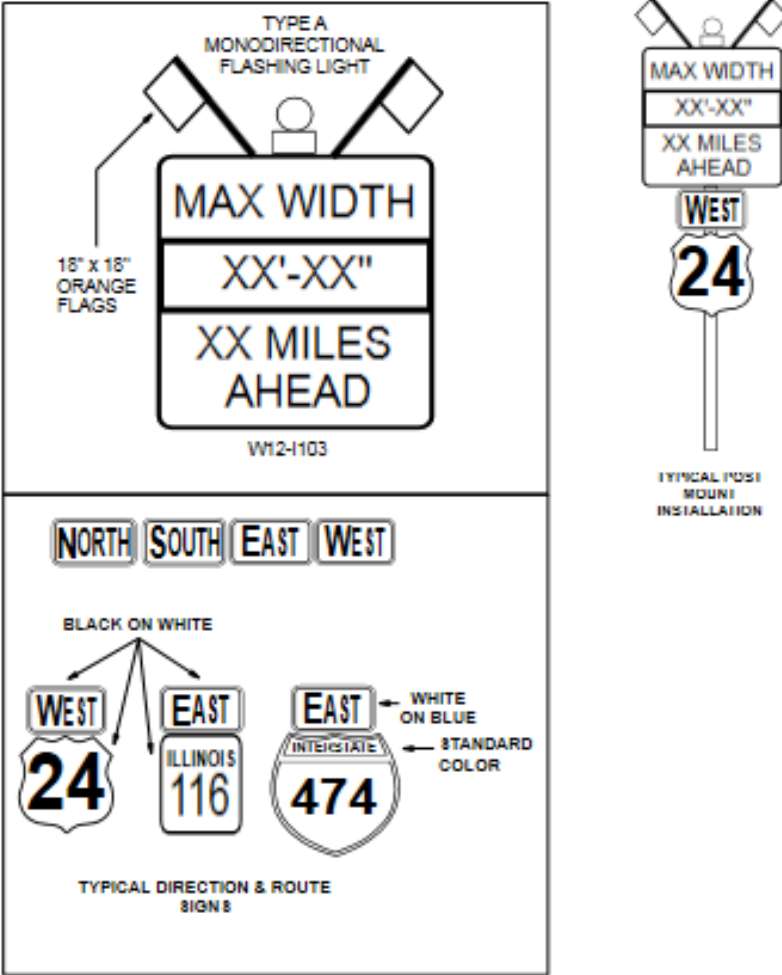 TYPE A
MONODIRECTIONAL
FLASHING LIGHT
18" x 18"
ORANGE
FLAGS
MAX WIDTH
XX'-XX"
XX MILES
AHEAD
W12-I103
MAX WIDTH
XX'-XX"
XX MILES
AHEAD
WEST
24
TYPICAL POST
MOUNT
INSTALLATION
NORTH SOUTH EAST WEST
BLACK ON WHITE
WEST
24
EAST
ILLINOIS
116
EAST
INTERSTATE
474
WHITE
ON BLUE
STANDARD
COLOR
TYPICAL DIRECTION & ROUTE
SIGNS